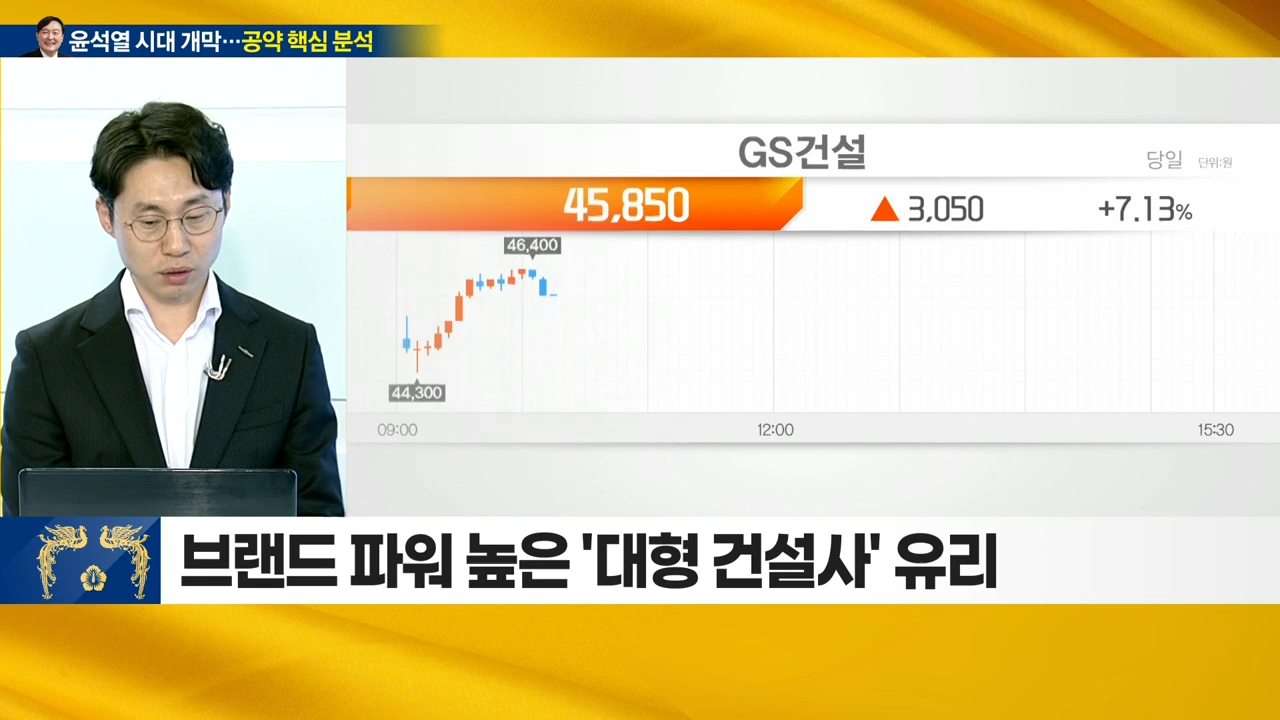 윤석열 시대 개막…공약 핵심 분석
GS건설
당일 단위:원
45,850 ▲ 3,050 +7.13%
46,400
44,300
09:00 12:00 15:30
브랜드 파워 높은 '대형 건설사' 유리